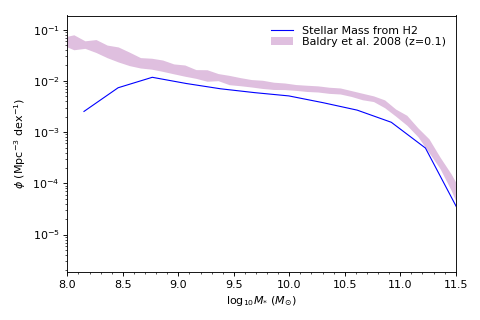 10⁻¹
10⁻²
10⁻³
10⁻⁴
10⁻⁵
ϕ (Mpc⁻³ dex⁻¹)
Stellar Mass from H2
Baldry et al. 2008 (z=0.1)
8.0 8.5 9.0 9.5 10.0 10.5 11.0 11.5
log₁₀M* (M⊙)